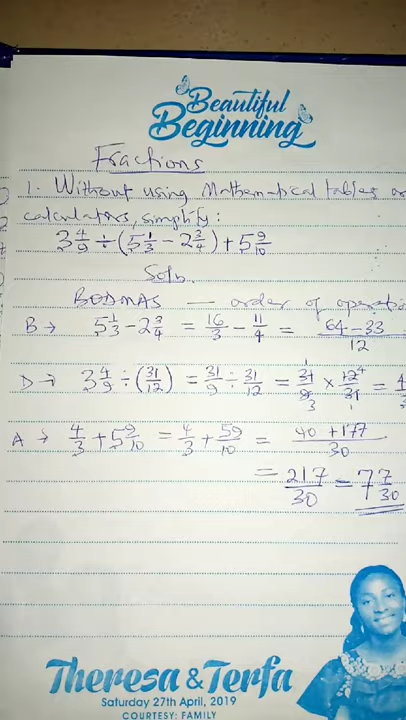 Beautiful
Beginning
Fractions
1. Without using Mathematical tables or
calculators, simplify:
3 4/9 ÷ (5 1/3 − 2 3/4) + 5 9/10
Soln.
BODMAS — order of operatio
B → 5 1/3 − 2 3/4 = 16/3 − 11/4 = 64 − 33 / 12
D → 3 4/9 ÷ (31/12) = 31/9 ÷ 31/12 = 31/9 × 12/31 = 4/3
A → 4/3 + 5 9/10 = 4/3 + 59/10 = 40 + 177 / 30
= 217/30 = 7 7/30
Theresa & Terfa
Saturday 27th April, 2019
COURTESY: FAMILY